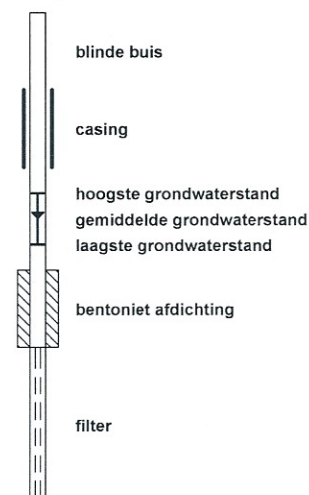 blinde buis
casing
hoogste grondwaterstand
gemiddelde grondwaterstand
laagste grondwaterstand
bentoniet afdichting
filter